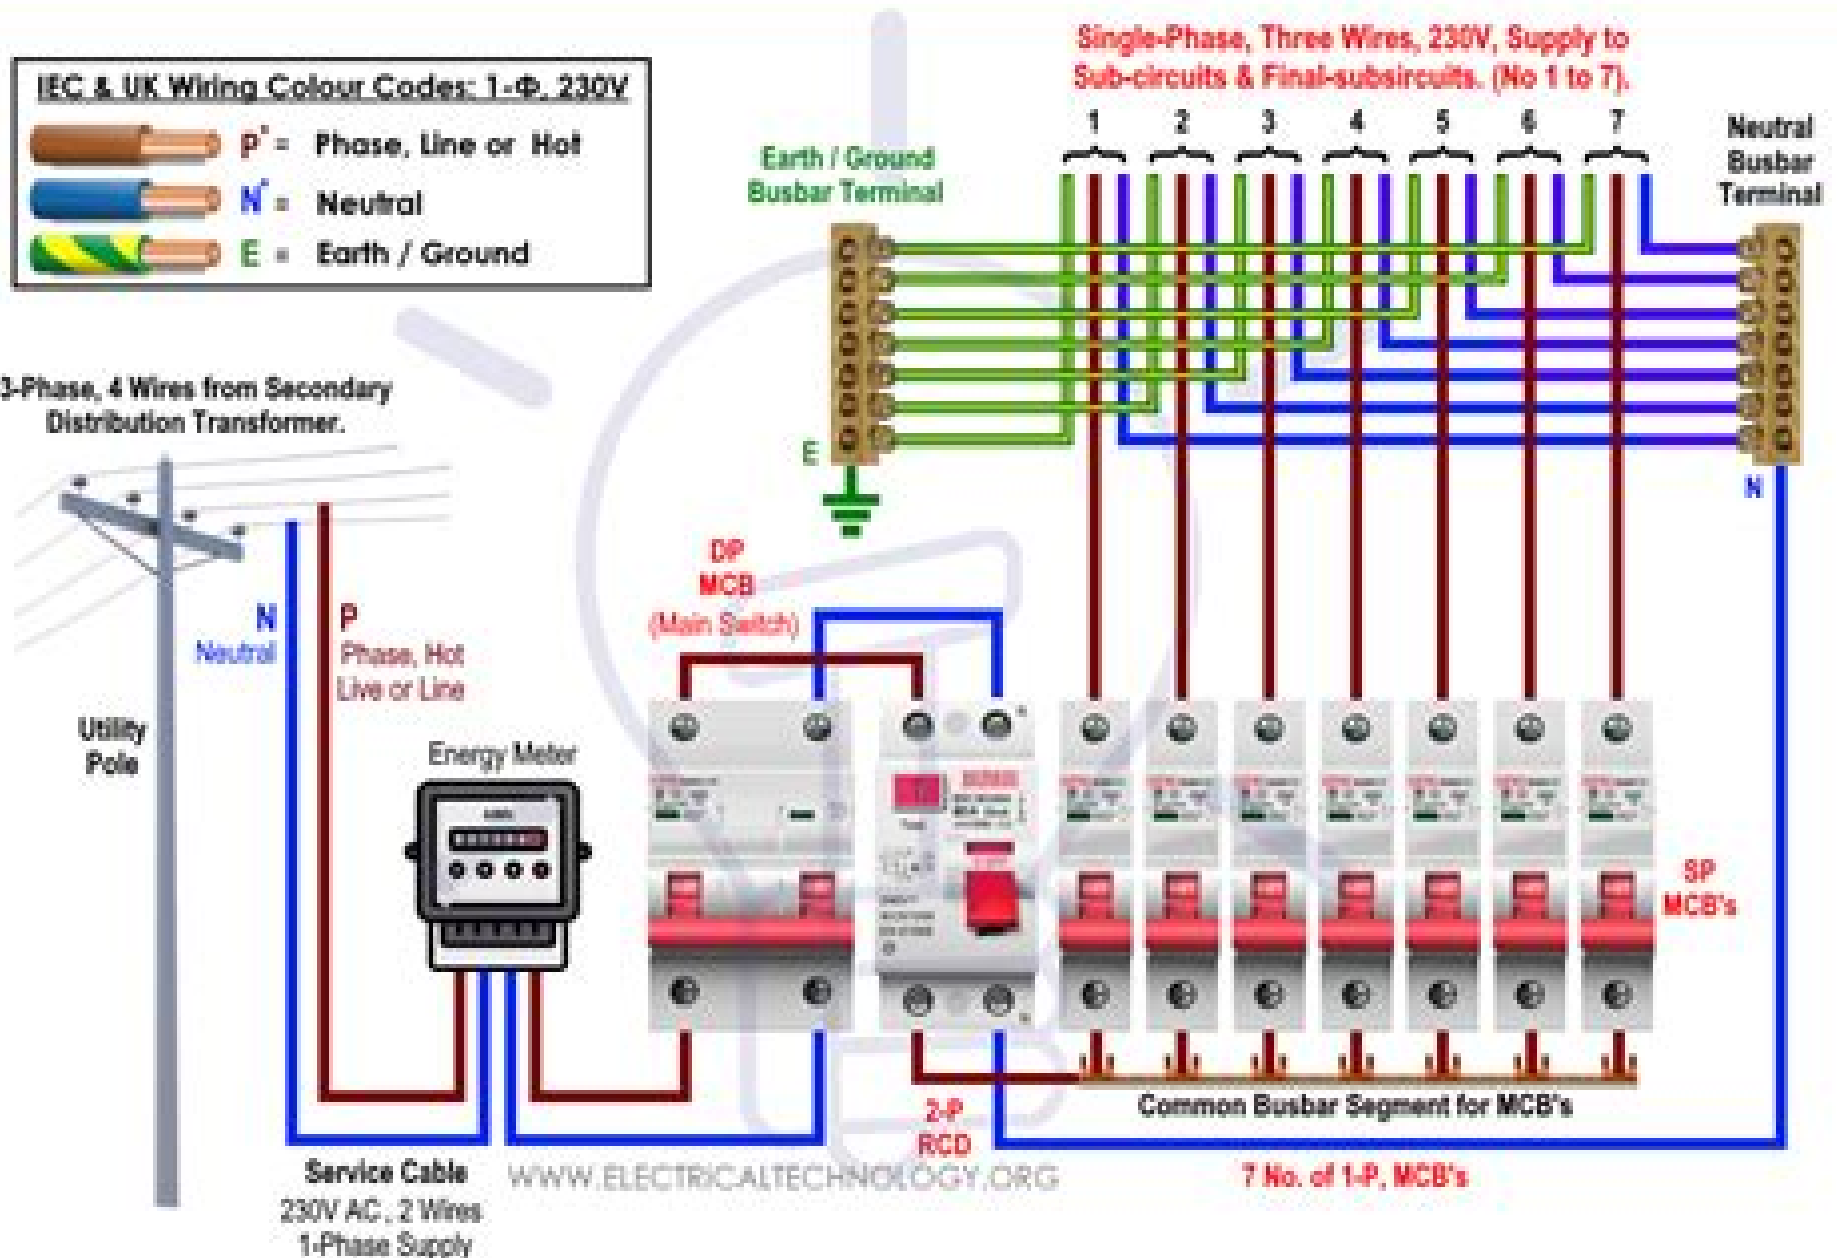 Single-Phase, Three Wires, 230V, Supply to
Sub-circuits & Final-subsircuits. (No 1 to 7).
IEC & UK Wiring Colour Codes: 1-Φ, 230V
P = Phase, Line or Hot
N = Neutral
E = Earth / Ground
1 2 3 4 5 6 7
Earth / Ground
Busbar Terminal
Neutral
Busbar
Terminal
3-Phase, 4 Wires from Secondary
Distribution Transformer.
E
N
DP
MCB
(Main Switch)
N
Neutral
P
Phase, Hot
Live or Line
Utility
Pole
Energy Meter
SP
MCB's
Common Busbar Segment for MCB's
2-P
RCD
Service Cable
230V AC, 2 Wires
1-Phase Supply
WWW.ELECTRICALTECHNOLOGY.ORG
7 No. of 1-P, MCB's